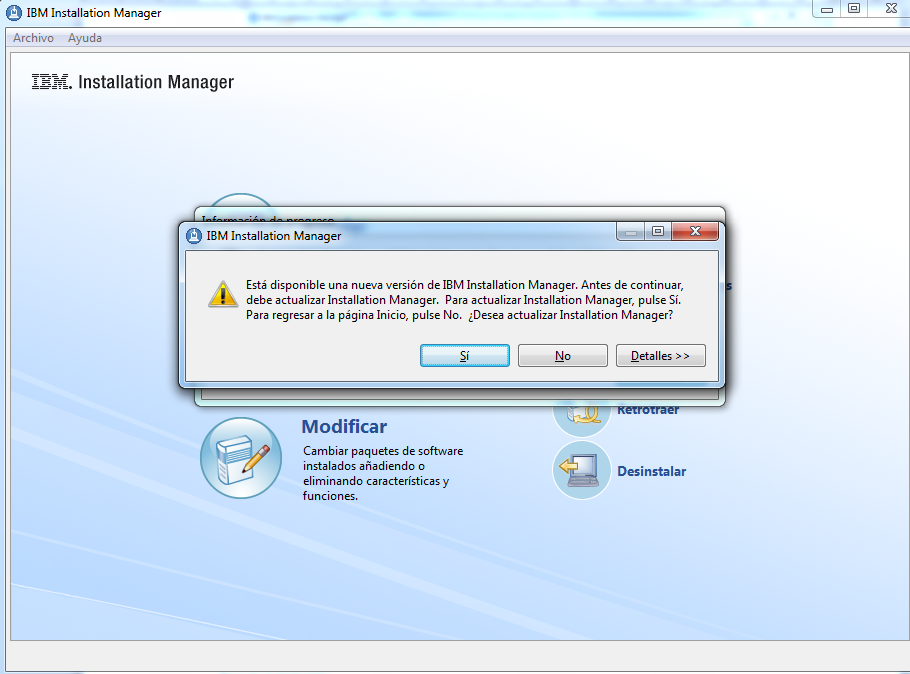 IBM Installation Manager
Archivo Ayuda
IBM. Installation Manager
Información de progreso
IBM Installation Manager
Está disponible una nueva versión de IBM Installation Manager. Antes de continuar,
debe actualizar Installation Manager. Para actualizar Installation Manager, pulse Sí.
Para regresar a la página Inicio, pulse No. ¿Desea actualizar Installation Manager?
Sí
No
Detalles >>
Modificar
Cambiar paquetes de software
instalados añadiendo o
eliminando características y
funciones.
Retrotraer
Desinstalar